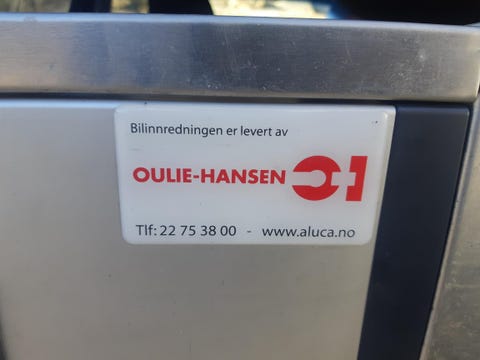 Bilinnredningen er levert av
OULIE-HANSEN
Tlf: 22 75 38 00 - www.aluca.no